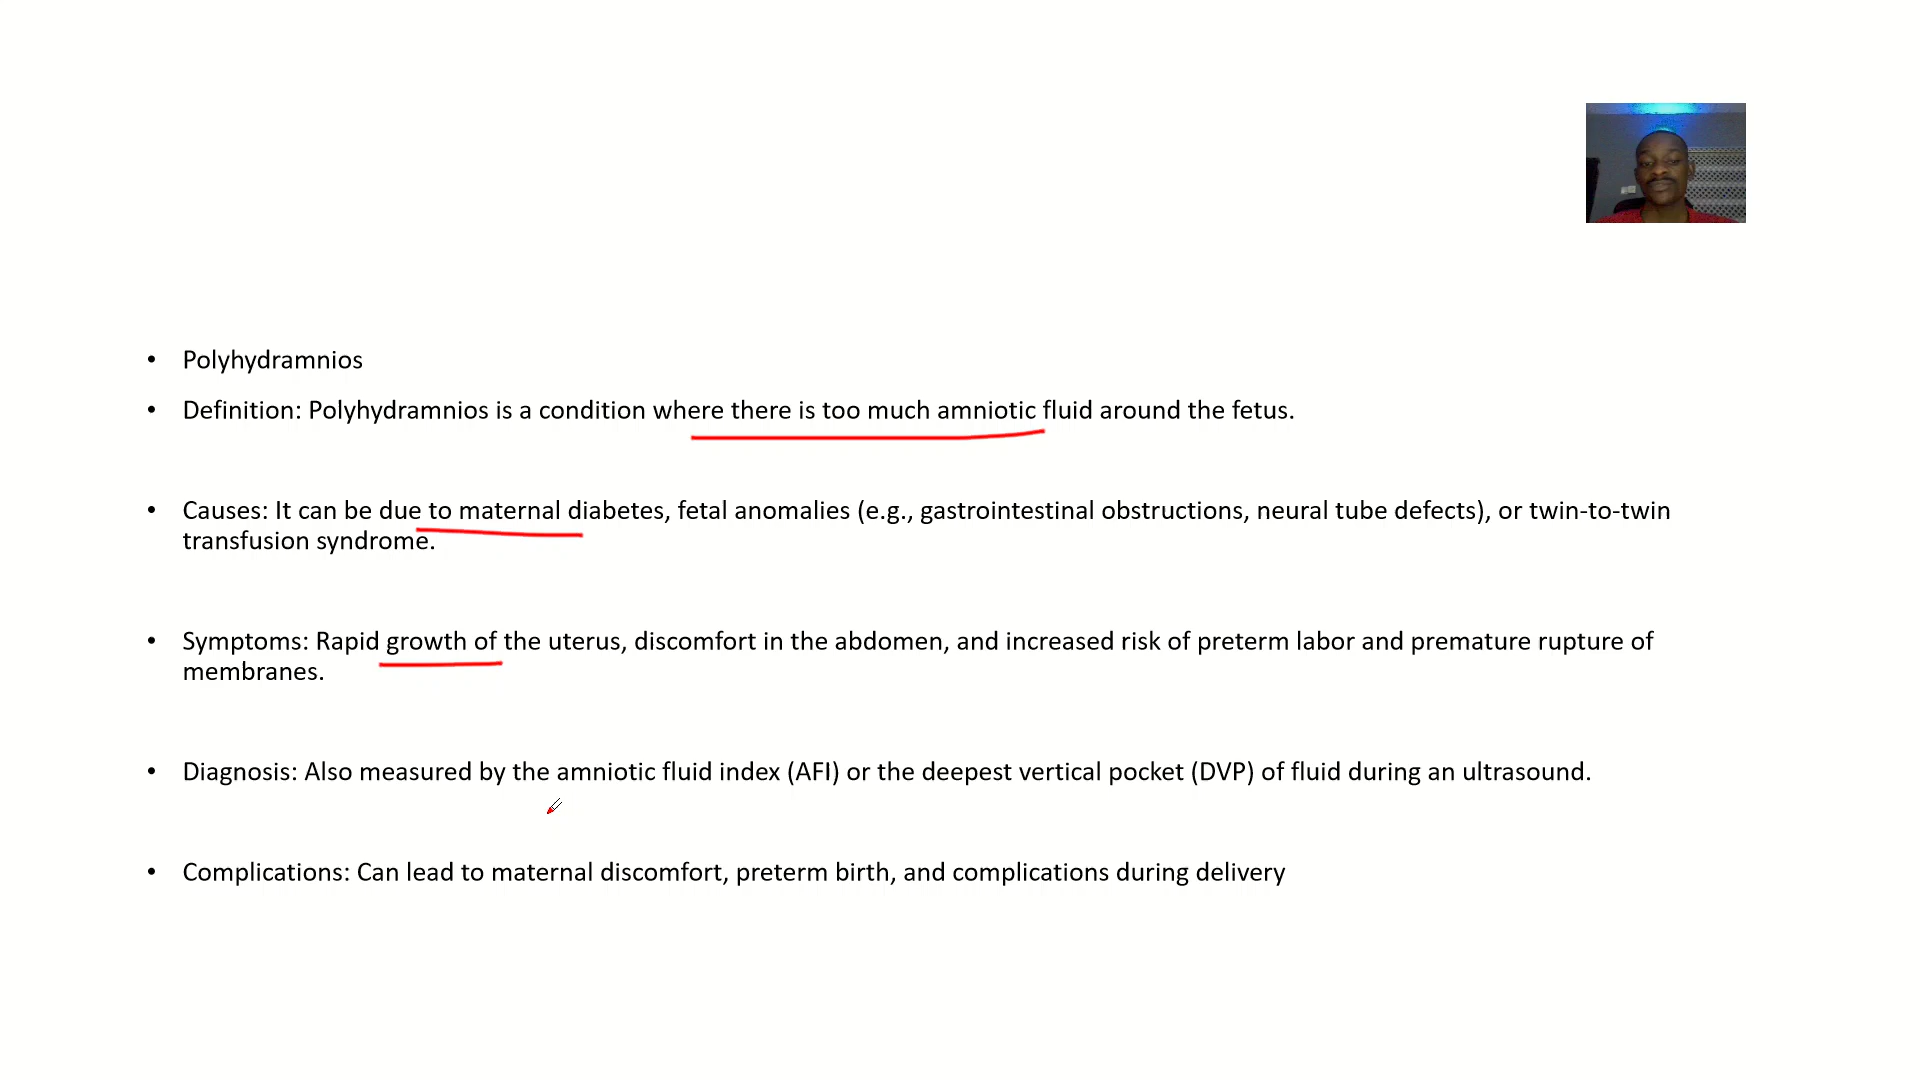 • Polyhydramnios
• Definition: Polyhydramnios is a condition where there is too much amniotic fluid around the fetus.
• Causes: It can be due to maternal diabetes, fetal anomalies (e.g., gastrointestinal obstructions, neural tube defects), or twin-to-twin
transfusion syndrome.
• Symptoms: Rapid growth of the uterus, discomfort in the abdomen, and increased risk of preterm labor and premature rupture of
membranes.
• Diagnosis: Also measured by the amniotic fluid index (AFI) or the deepest vertical pocket (DVP) of fluid during an ultrasound.
• Complications: Can lead to maternal discomfort, preterm birth, and complications during delivery